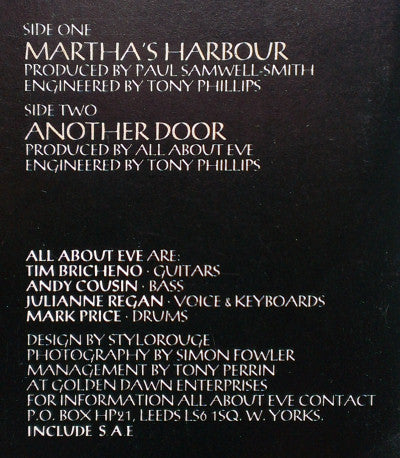 SIDE ONE
MARTHA'S HARBOUR
PRODUCED BY PAUL SAMWELL-SMITH
ENGINEERED BY TONY PHILLIPS
SIDE TWO
ANOTHER DOOR
PRODUCED BY ALL ABOUT EVE
ENGINEERED BY TONY PHILLIPS
ALL ABOUT EVE ARE:
TIM BRICHENO · GUITARS
ANDY COUSIN · BASS
JULIANNE REGAN · VOICE & KEYBOARDS
MARK PRICE · DRUMS
DESIGN BY STYLOROUGE
PHOTOGRAPHY BY SIMON FOWLER
MANAGEMENT BY TONY PERRIN
AT GOLDEN DAWN ENTERPRISES
FOR INFORMATION ALL ABOUT EVE CONTACT
P.O. BOX HP21, LEEDS LS6 1SQ. W. YORKS.
INCLUDE S A E